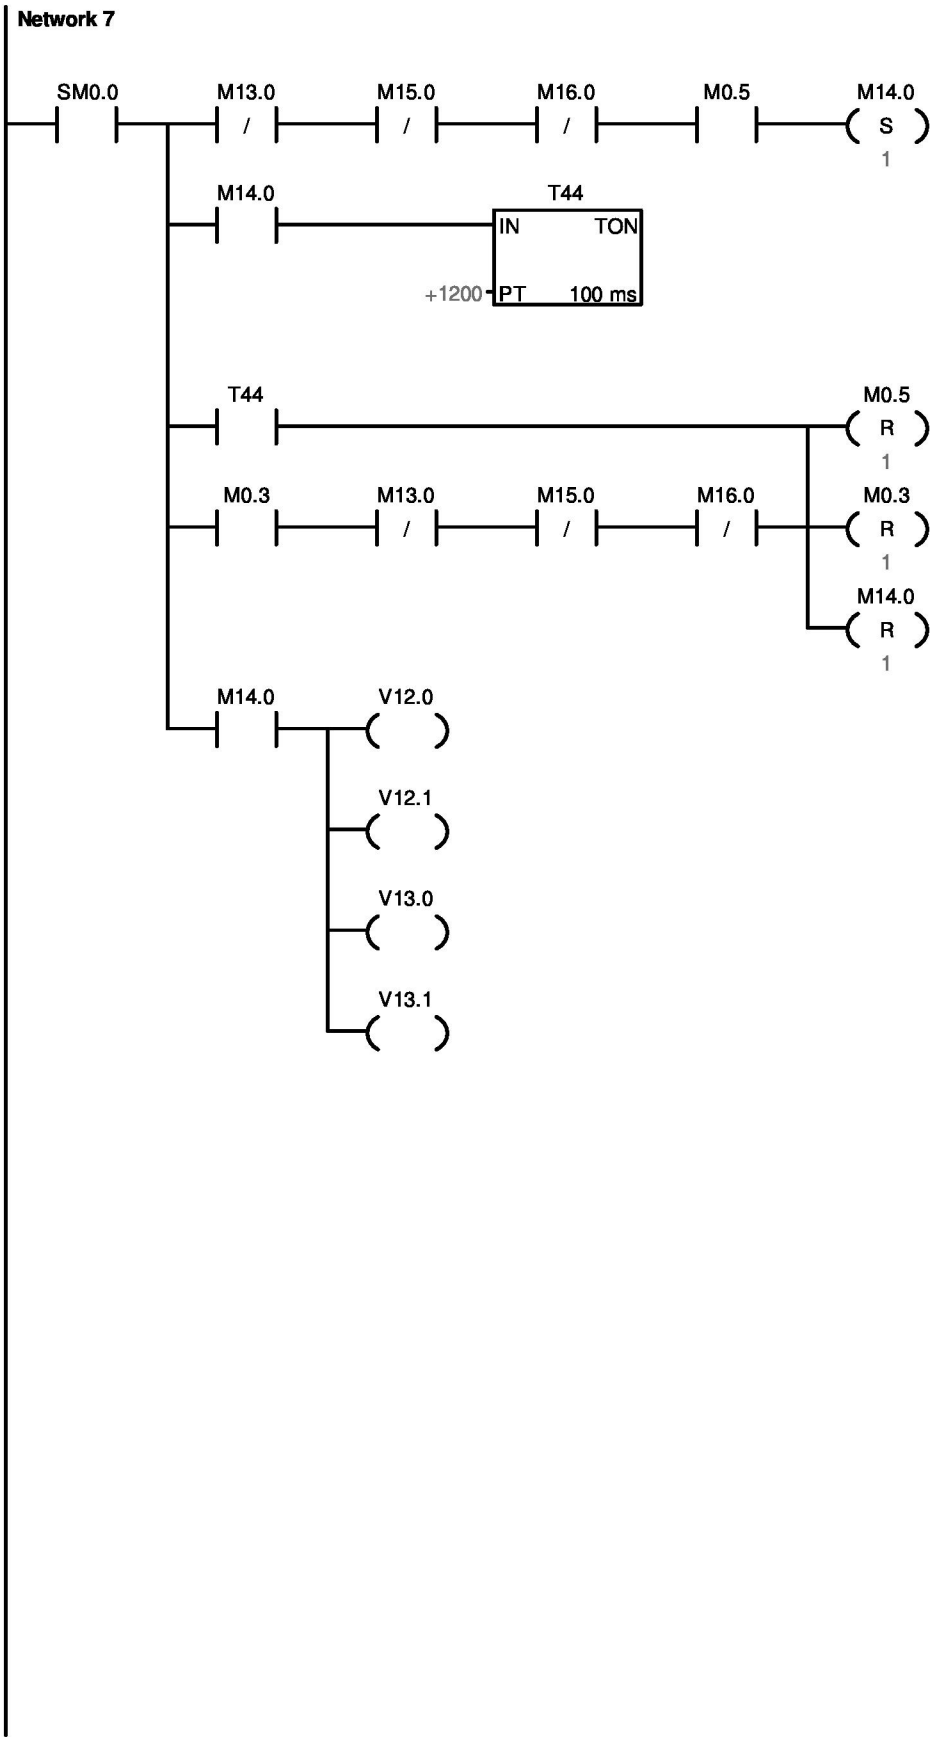 Network 7
SM0.0 M13.0 M15.0 M16.0 M0.5 M14.0
/ / / S
1
M14.0 T44
IN TON
+1200 PT 100 ms
T44 M0.5
R
1
M0.3 M13.0 M15.0 M16.0 M0.3
/ / / R
1
M14.0
R
1
M14.0 V12.0
V12.1
V13.0
V13.1